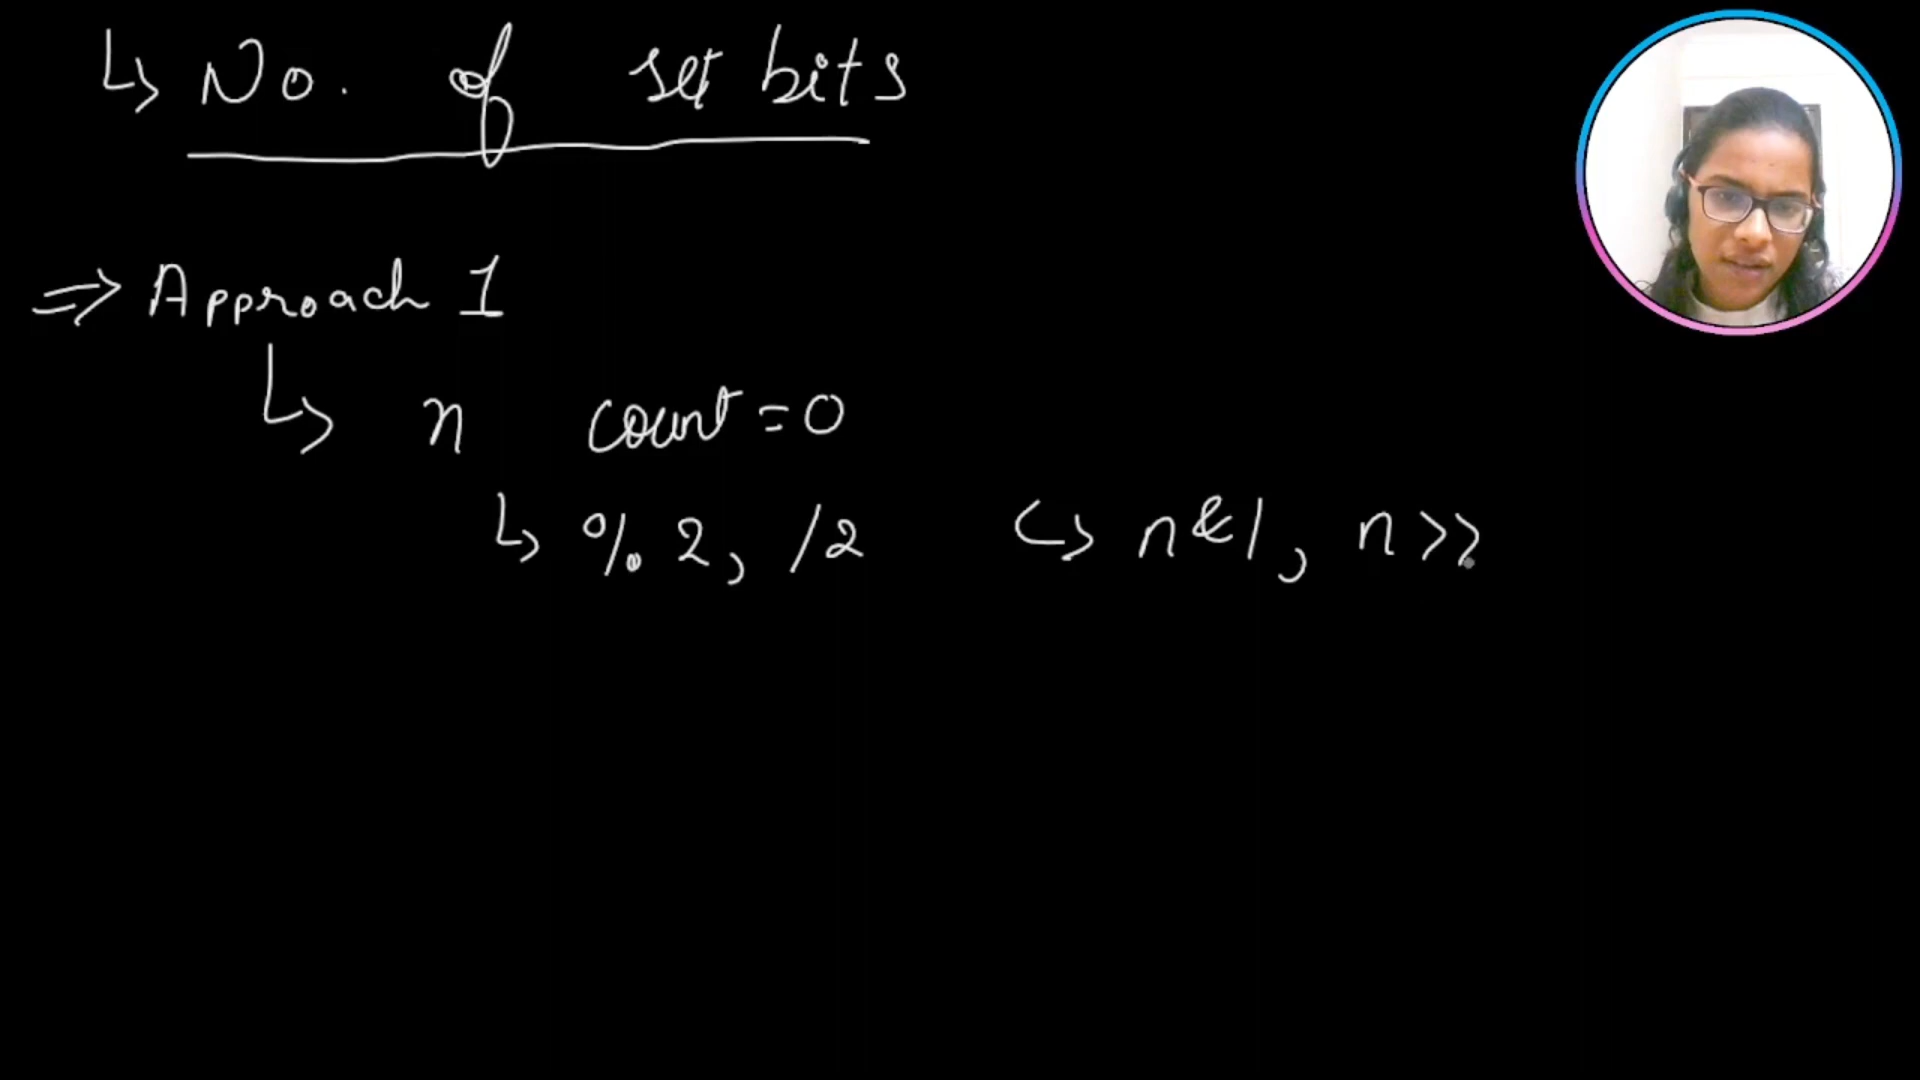 ↳ No. of set bits
⇒ Approach 1
↳ n count = 0
↳ % 2, /2 ↳ n&1, n>>